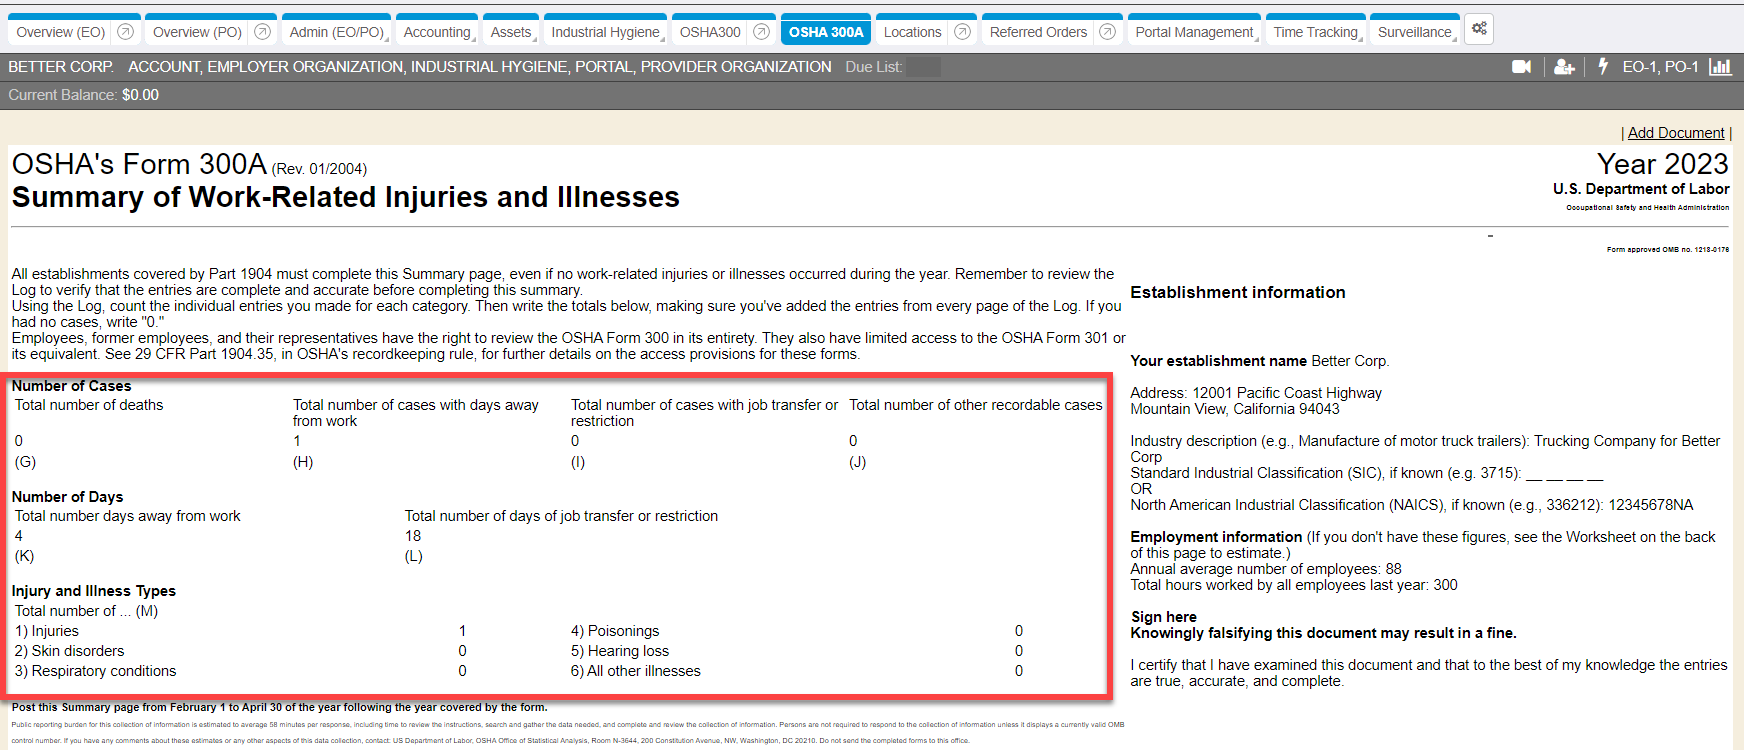 Overview (EO) Overview (PO) Admin (EO/PO) Accounting Assets Industrial Hygiene OSHA300 OSHA 300A Locations Referred Orders Portal Management Time Tracking Surveillance
BETTER CORP. ACCOUNT, EMPLOYER ORGANIZATION, INDUSTRIAL HYGIENE, PORTAL, PROVIDER ORGANIZATION Due List: EO-1, PO-1
Current Balance: $0.00
| Add Document |
OSHA's Form 300A (Rev. 01/2004)
Summary of Work-Related Injuries and Illnesses
Year 2023
U.S. Department of Labor
Occupational Safety and Health Administration
-
Form approved OMB no. 1218-0176
All establishments covered by Part 1904 must complete this Summary page, even if no work-related injuries or illnesses occurred during the year. Remember to review the
Log to verify that the entries are complete and accurate before completing this summary.
Using the Log, count the individual entries you made for each category. Then write the totals below, making sure you've added the entries from every page of the Log. If you
had no cases, write "0."
Employees, former employees, and their representatives have the right to review the OSHA Form 300 in its entirety. They also have limited access to the OSHA Form 301 or
its equivalent. See 29 CFR Part 1904.35, in OSHA's recordkeeping rule, for further details on the access provisions for these forms.
Number of Cases
Total number of deaths
Total number of cases with days away
from work
Total number of cases with job transfer or
restriction
Total number of other recordable cases
0 1 0 0
(G) (H) (I) (J)
Number of Days
Total number days away from work Total number of days of job transfer or restriction
4 18
(K) (L)
Injury and Illness Types
Total number of ... (M)
1) Injuries 1 4) Poisonings 0
2) Skin disorders 0 5) Hearing loss 0
3) Respiratory conditions 0 6) All other illnesses 0
Post this Summary page from February 1 to April 30 of the year following the year covered by the form.
Public reporting burden for this collection of information is estimated to average 58 minutes per response, including time to review the instructions, search and gather the data needed, and complete and review the collection of information. Persons are not required to respond to the collection of information unless it displays a currently valid OMB
control number. If you have any comments about these estimates or any other aspects of this data collection, contact: US Department of Labor, OSHA Office of Statistical Analysis, Room N-3644, 200 Constitution Avenue, NW, Washington, DC 20210. Do not send the completed forms to this office.
Establishment information
Your establishment name Better Corp.
Address: 12001 Pacific Coast Highway
Mountain View, California 94043
Industry description (e.g., Manufacture of motor truck trailers): Trucking Company for Better
Corp
Standard Industrial Classification (SIC), if known (e.g. 3715): __ __ __ __
OR
North American Industrial Classification (NAICS), if known (e.g., 336212): 12345678NA
Employment information (If you don't have these figures, see the Worksheet on the back
of this page to estimate.)
Annual average number of employees: 88
Total hours worked by all employees last year: 300
Sign here
Knowingly falsifying this document may result in a fine.
I certify that I have examined this document and that to the best of my knowledge the entries
are true, accurate, and complete.